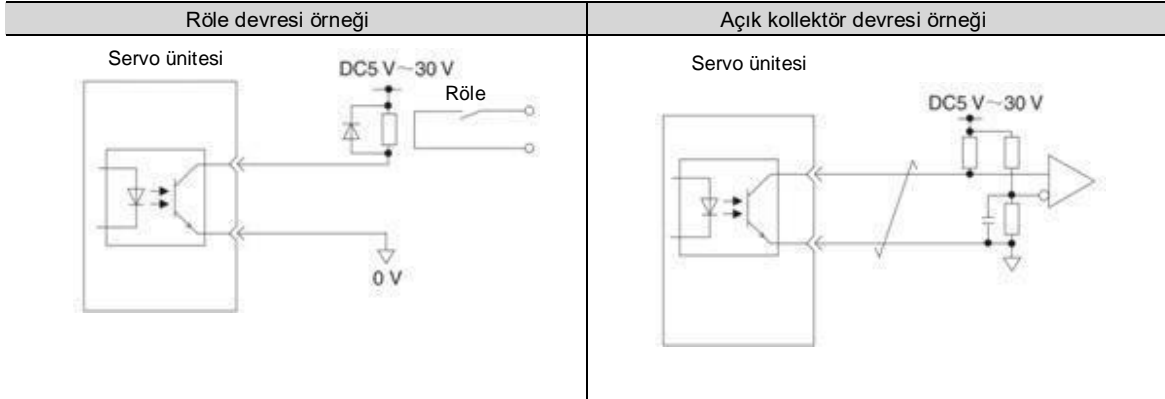 Röle devresi örneği
Servo ünitesi
DC5 V～30 V
Röle
0 V
Açık kollektör devresi örneği
Servo ünitesi
DC5 V～30 V